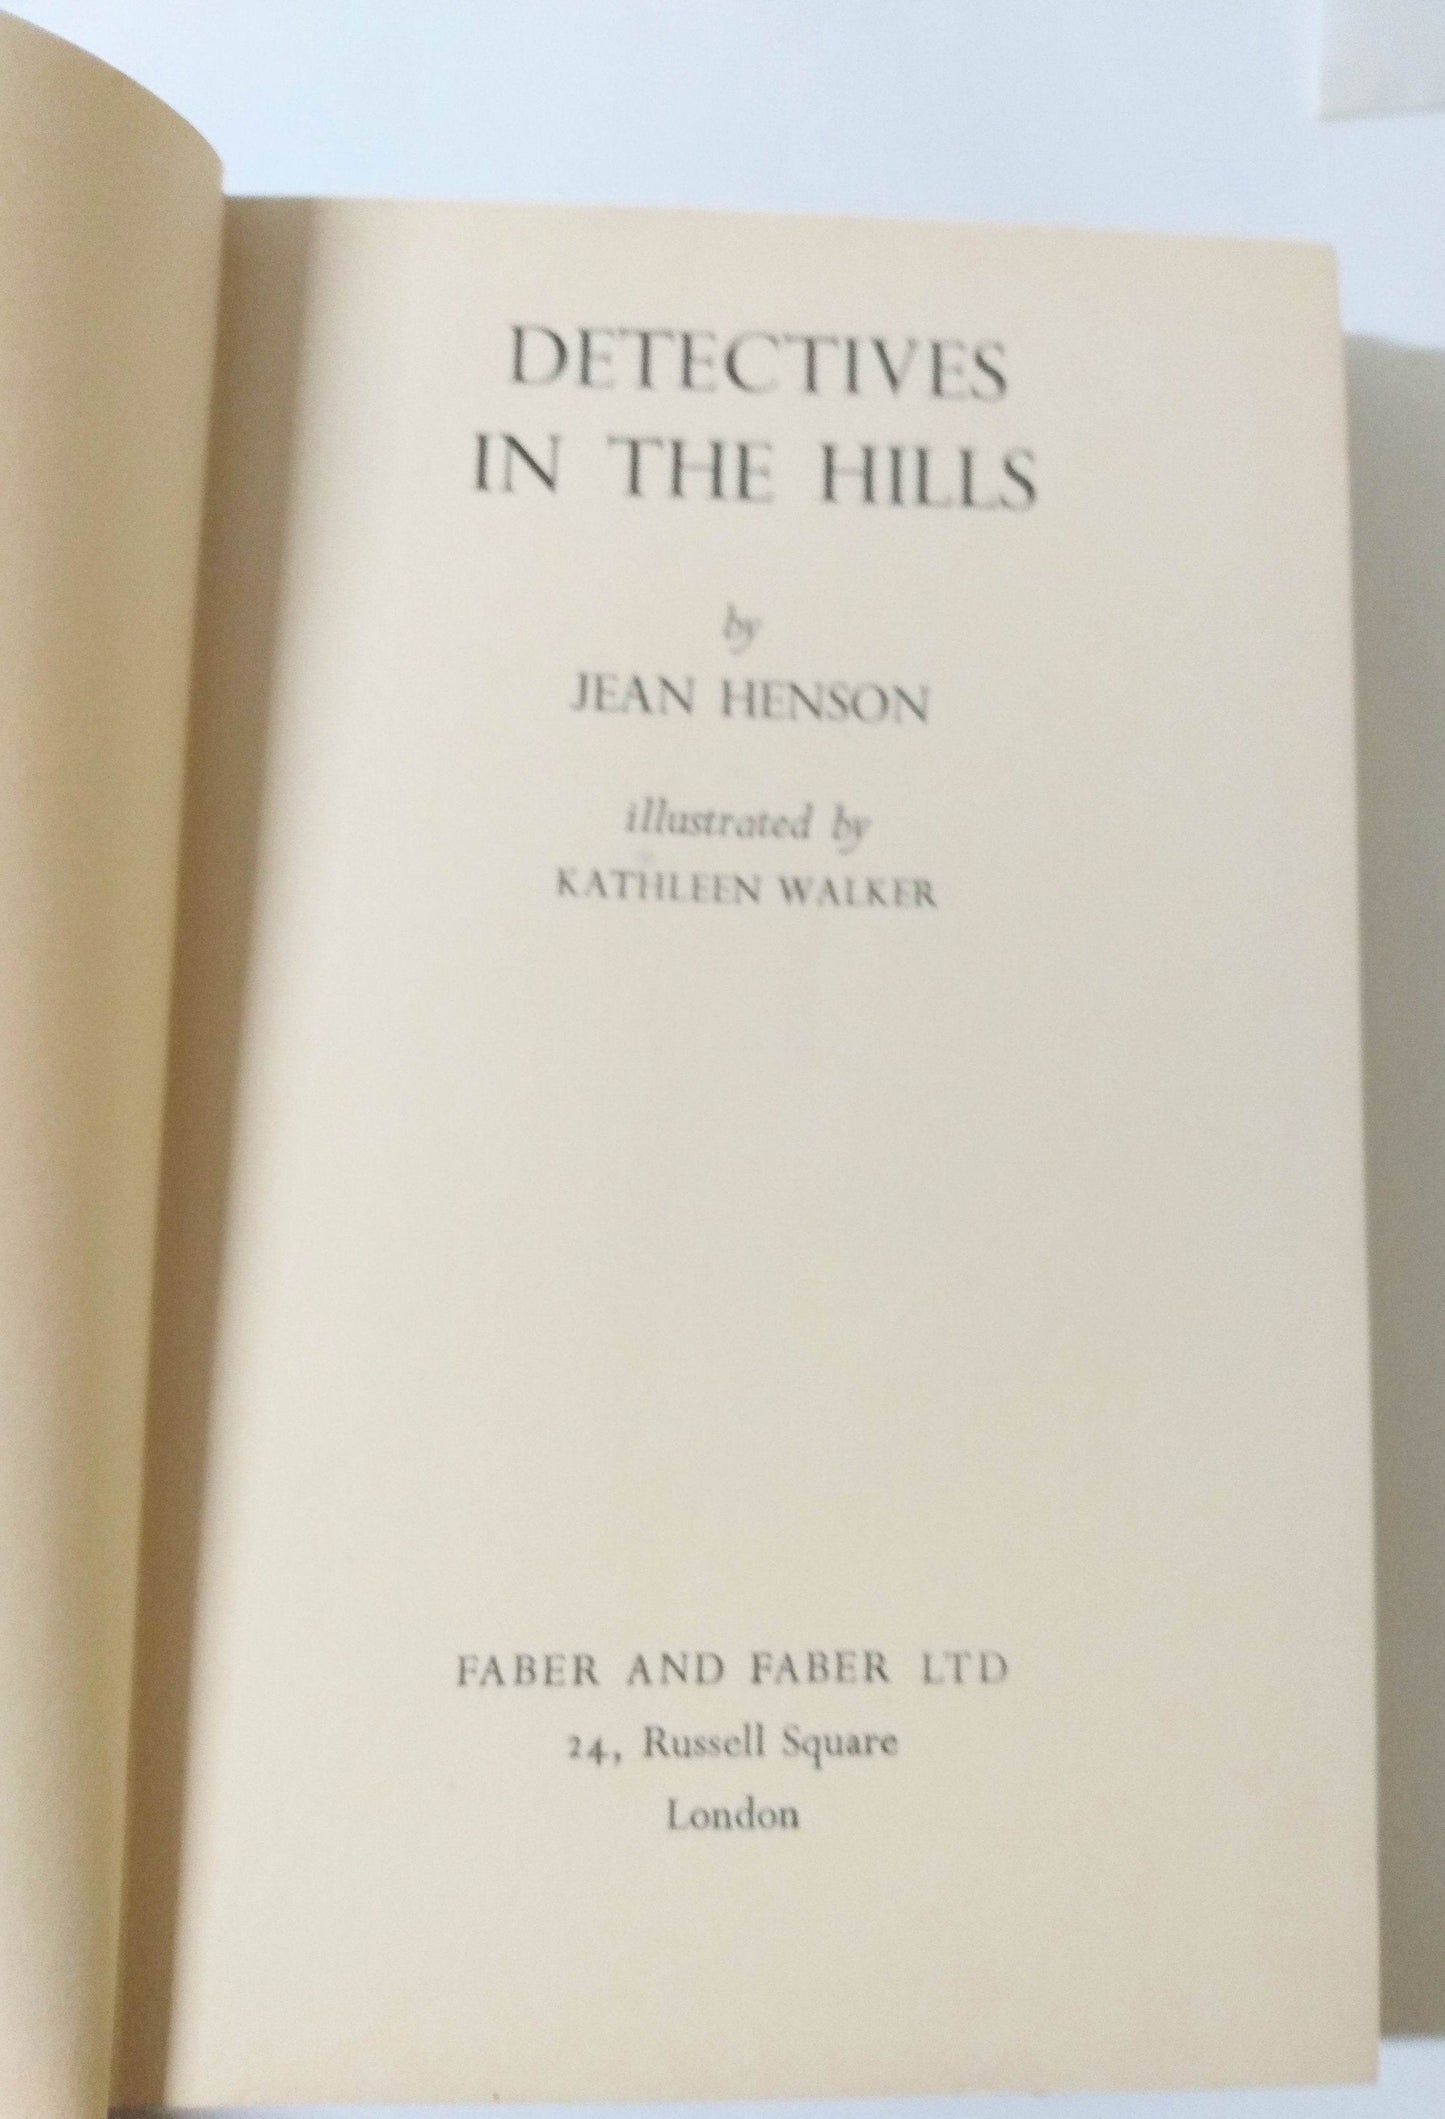 DETECTIVES
IN THE HILLS
by
JEAN HENSON
illustrated by
KATHLEEN WALKER
FABER AND FABER LTD
24, Russell Square
London